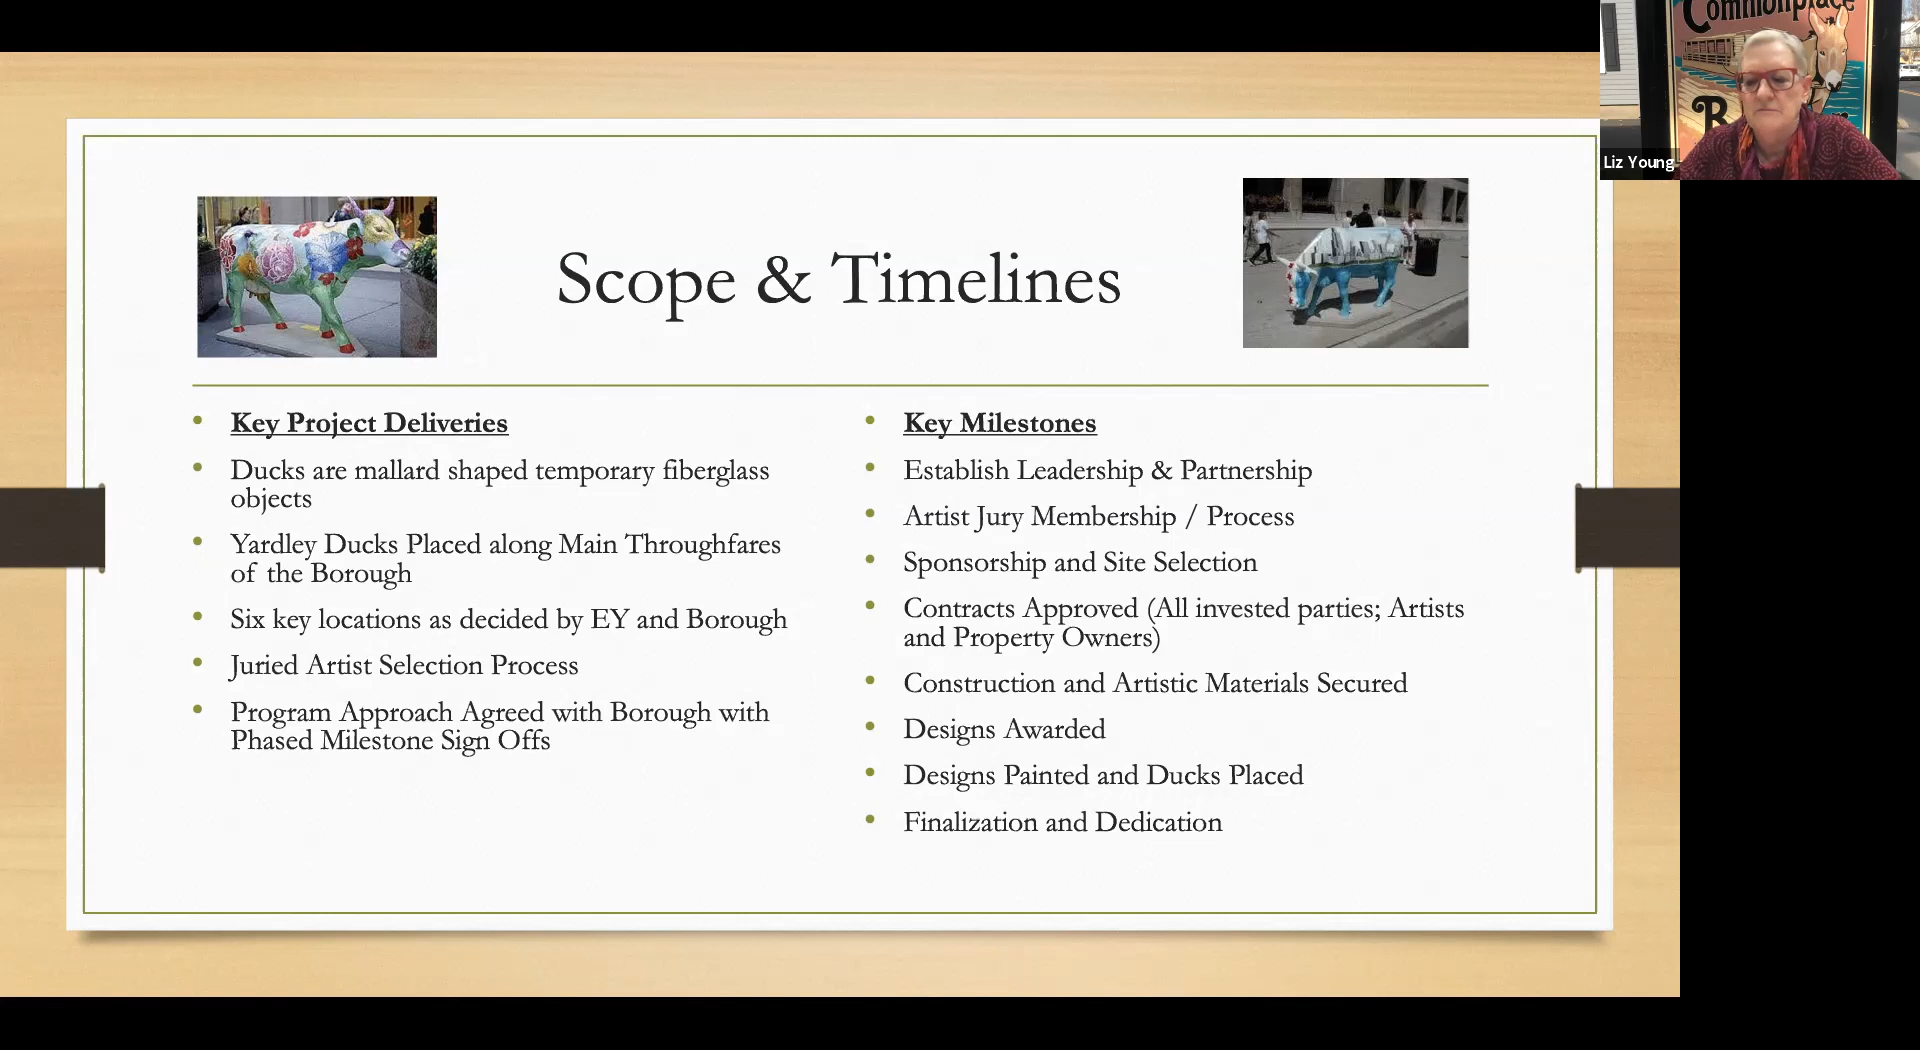 Commonplace
B
Liz Young
Scope & Timelines
Key Project Deliveries
Ducks are mallard shaped temporary fiberglass
objects
Yardley Ducks Placed along Main Throughfares
of the Borough
Six key locations as decided by EY and Borough
Juried Artist Selection Process
Program Approach Agreed with Borough with
Phased Milestone Sign Offs
Key Milestones
Establish Leadership & Partnership
Artist Jury Membership / Process
Sponsorship and Site Selection
Contracts Approved (All invested parties; Artists
and Property Owners)
Construction and Artistic Materials Secured
Designs Awarded
Designs Painted and Ducks Placed
Finalization and Dedication